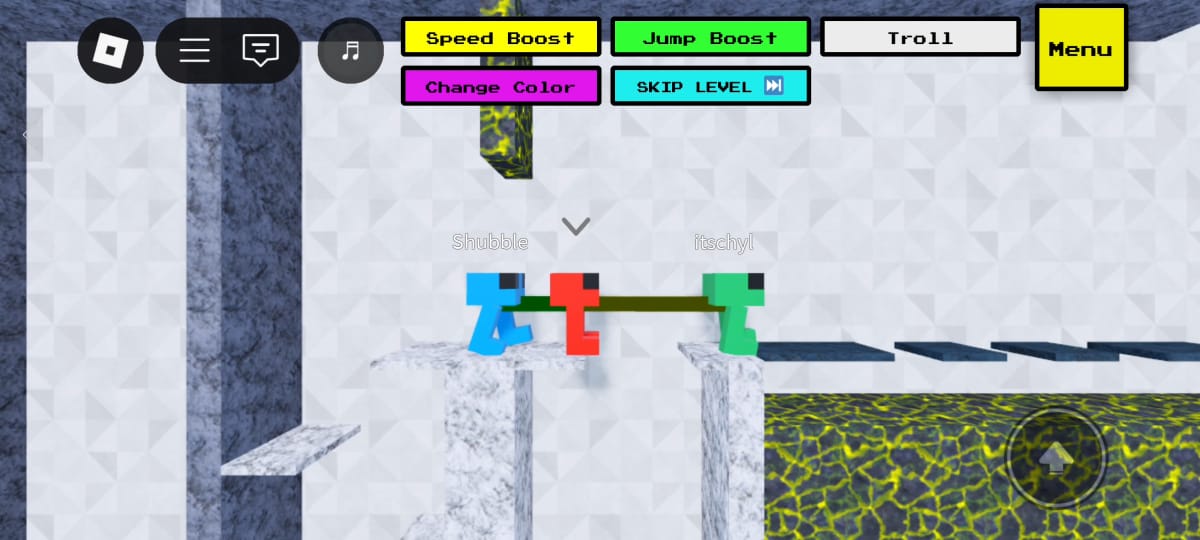 Speed Boost
Jump Boost
Troll
Menu
Change Color
SKIP LEVEL ⏭
Shubble
itschyl